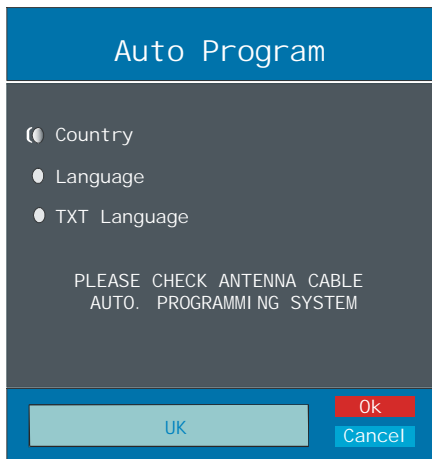 Auto Program
Country
Language
TXT Language
PLEASE CHECK ANTENNA CABLE
AUTO. PROGRAMMING SYSTEM
UK
Ok
Cancel